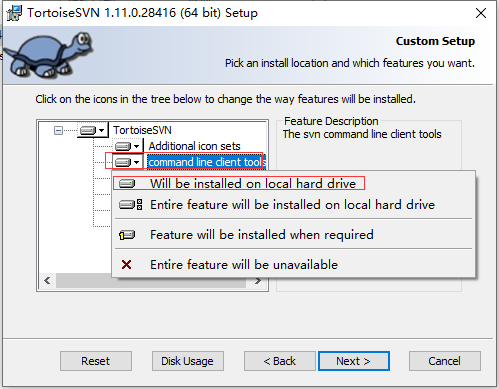 TortoiseSVN 1.11.0.28416 (64 bit) Setup
Custom Setup
Pick an install location and which features you want.
Click on the icons in the tree below to change the way features will be installed.
TortoiseSVN
Additional icon sets
command line client tools
Feature Description
The svn command line client tools
Will be installed on local hard drive
Entire feature will be installed on local hard drive
Feature will be installed when required
Entire feature will be unavailable
Reset
Disk Usage
< Back
Next >
Cancel